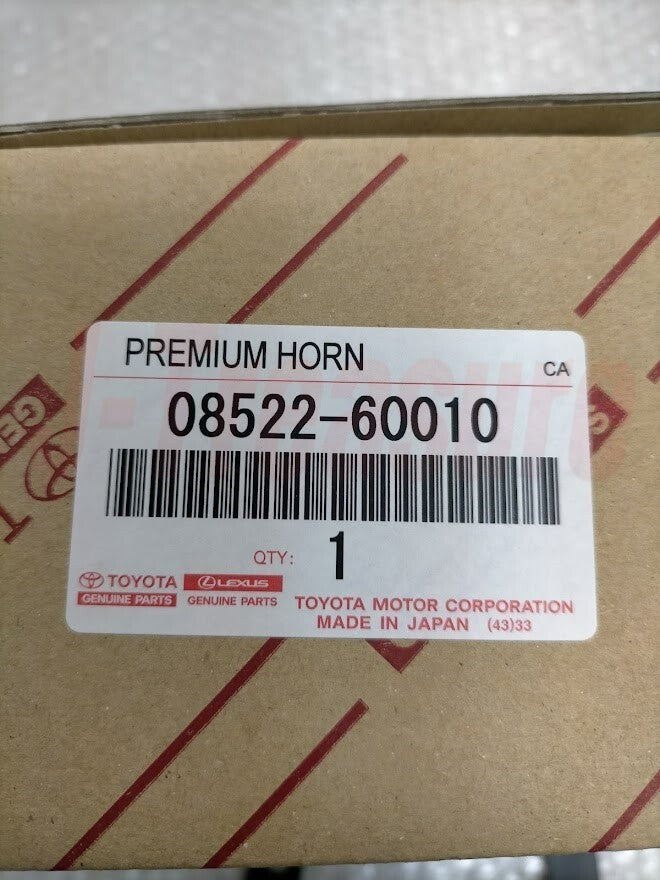 PREMIUM HORN
CA
08522-60010
QTY: 1
TOYOTA LEXUS
GENUINE PARTS GENUINE PARTS
TOYOTA MOTOR CORPORATION
MADE IN JAPAN (43)33